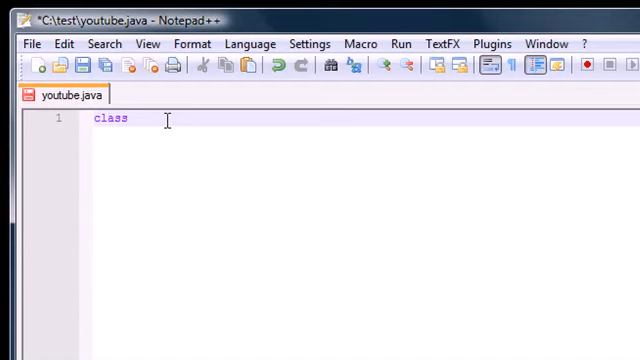 *C:\test\youtube.java - Notepad++
File Edit Search View Format Language Settings Macro Run TextFX Plugins Window ?
youtube.java
1 class